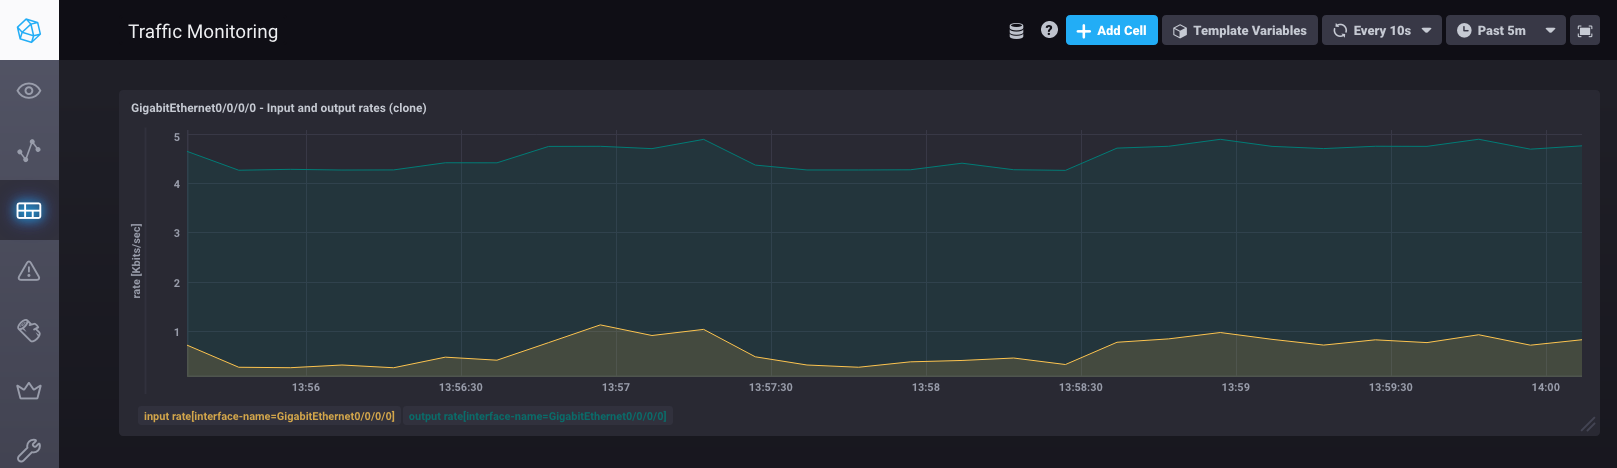 Traffic Monitoring
Add Cell
Template Variables
Every 10s
Past 5m
GigabitEthernet0/0/0/0 - Input and output rates (clone)
5
4
3
2
1
rate [Kbits/sec]
13:56 13:56:30 13:57 13:57:30 13:58 13:58:30 13:59 13:59:30 14:00
input rate[interface-name=GigabitEthernet0/0/0/0] output rate[interface-name=GigabitEthernet0/0/0/0]